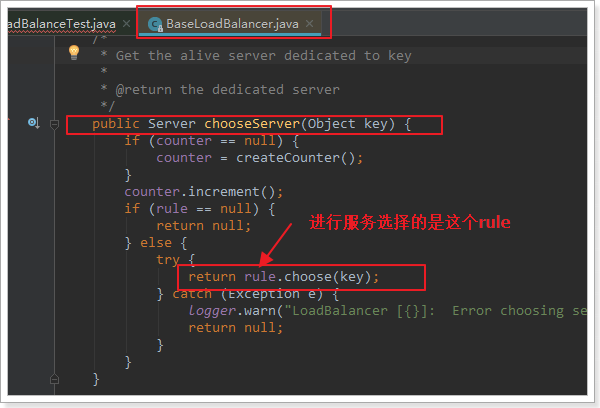 adBalanceTest.java × BaseLoadBalancer.java ×
/*
* Get the alive server dedicated to key
*
* @return the dedicated server
*/
public Server chooseServer(Object key) {
if (counter == null) {
counter = createCounter();
}
counter.increment();
if (rule == null) {
return null;
进行服务选择的是这个rule
} else {
try {
return rule.choose(key);
} catch (Exception e) {
logger.warn("LoadBalancer [{}]:  Error choosing se
return null;
}
}
}